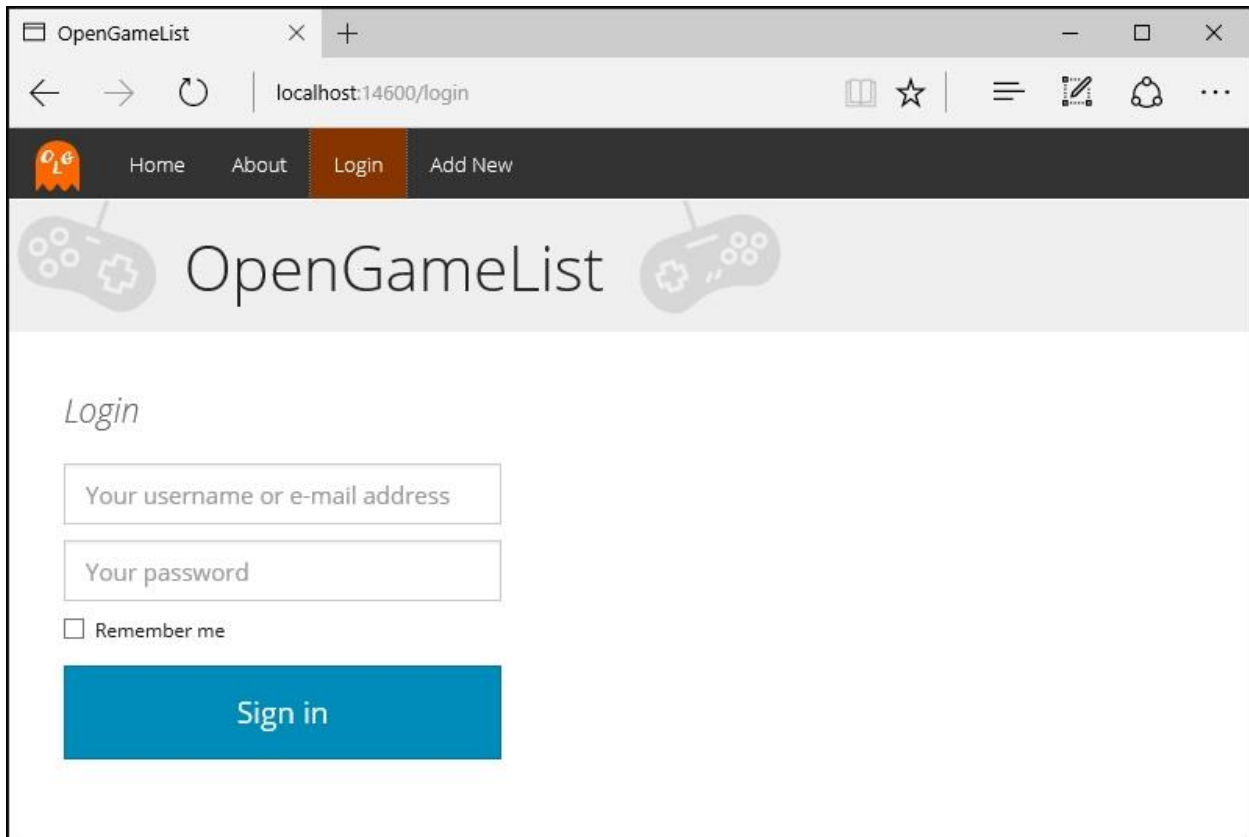 OpenGameList
localhost:14600/login
OLG Home About Login Add New
OpenGameList
Login
Your username or e-mail address
Your password
Remember me
Sign in